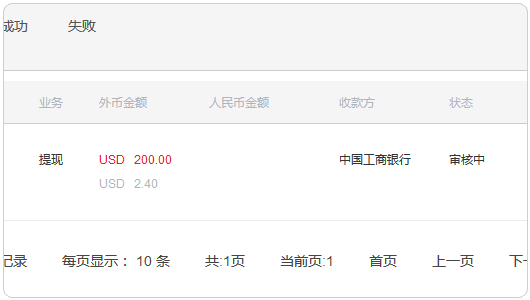 成功 失败
业务 外币金额 人民币金额 收款方 状态
提现 USD 200.00 中国工商银行 审核中
USD 2.40
记录 每页显示： 10 条 共:1页 当前页:1 首页 上一页 下一